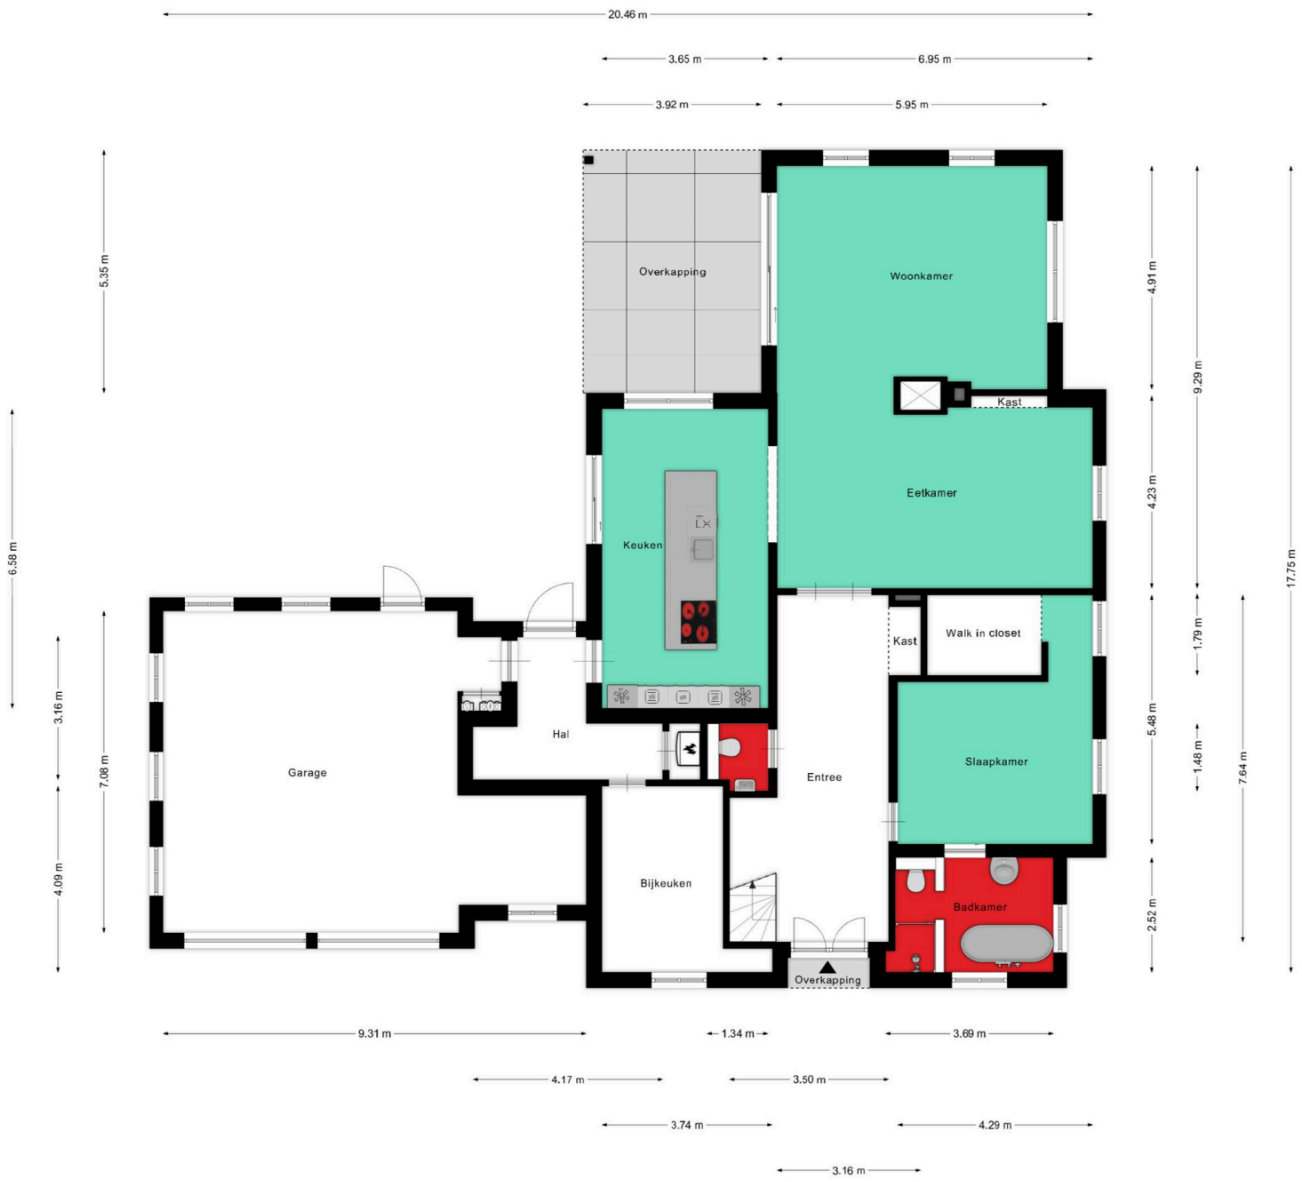 20.46 m
3.65 m
6.95 m
3.92 m
5.95 m
5.35 m
Overkapping
Woonkamer
4.91 m
9.29 m
17.75 m
Kast
Eetkamer
4.23 m
Keuken
6.58 m
Kast
Walk in closet
1.79 m
3.16 m
7.08 m
Hal
Garage
Entree
Slaapkamer
5.48 m
1.48 m
7.64 m
4.09 m
Bijkeuken
Badkamer
2.52 m
Overkapping
9.31 m
1.34 m
3.69 m
4.17 m
3.50 m
3.74 m
4.29 m
3.16 m